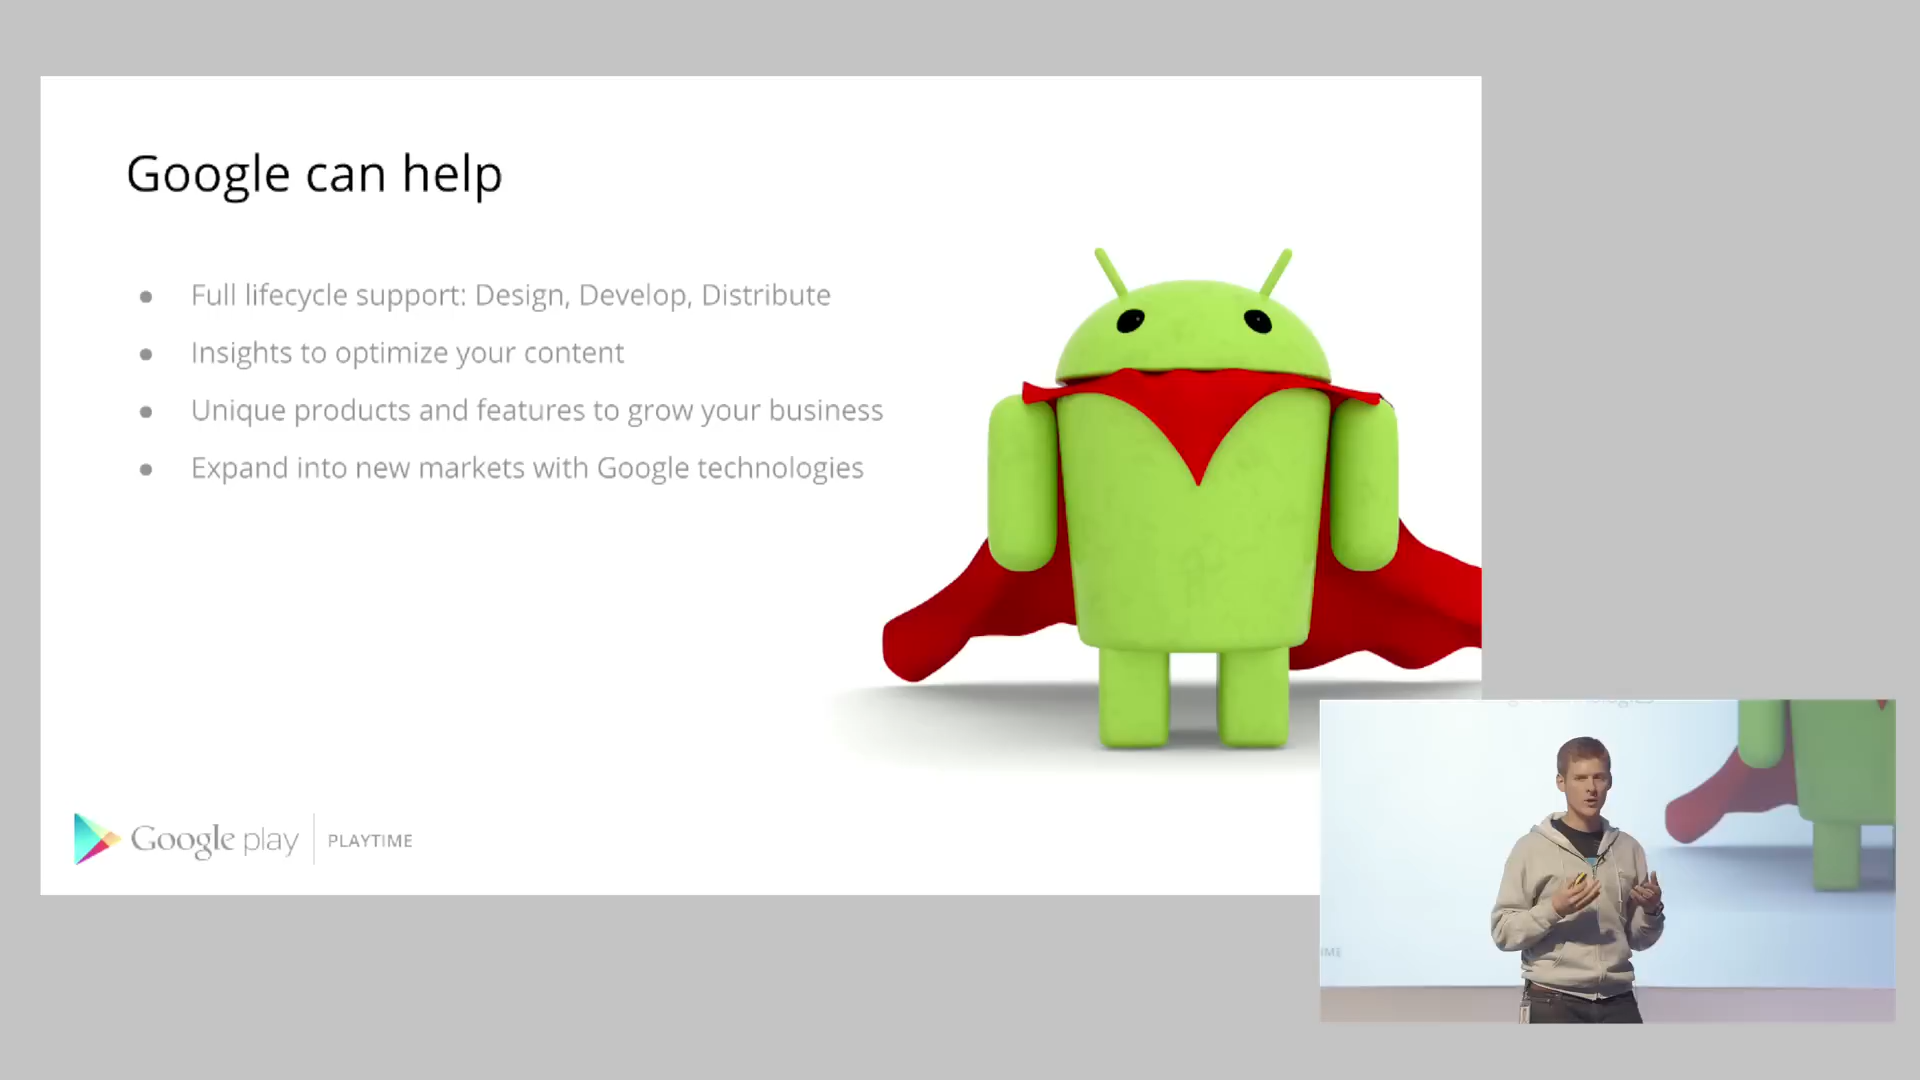 Google can help
● Full lifecycle support: Design, Develop, Distribute
● Insights to optimize your content
● Unique products and features to grow your business
● Expand into new markets with Google technologies
Google play | PLAYTIME